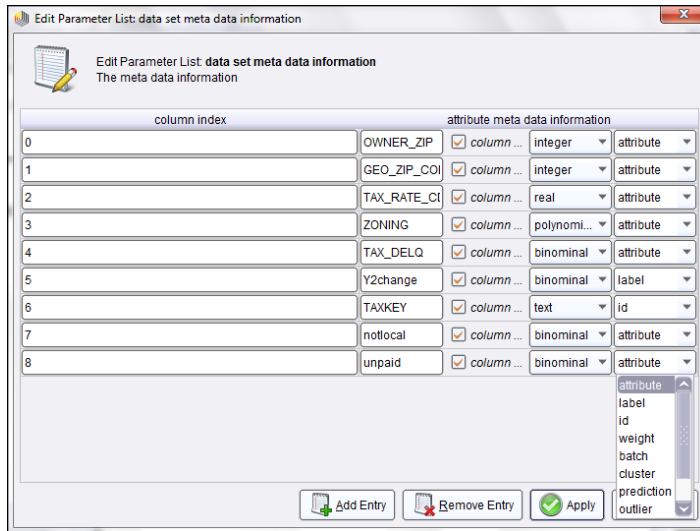 Edit Parameter List: data set meta data information
Edit Parameter List: data set meta data information
The meta data information
column index attribute meta data information
0 OWNER_ZIP column ... integer attribute
1 GEO_ZIP_COI column ... integer attribute
2 TAX_RATE_CI column ... real attribute
3 ZONING column ... polynomi... attribute
4 TAX_DELQ column ... binominal attribute
5 Y2change column ... binominal label
6 TAXKEY column ... text id
7 notlocal column ... binominal attribute
8 unpaid column ... binominal attribute
attribute
label
id
weight
batch
cluster
prediction
outlier
Add Entry Remove Entry Apply